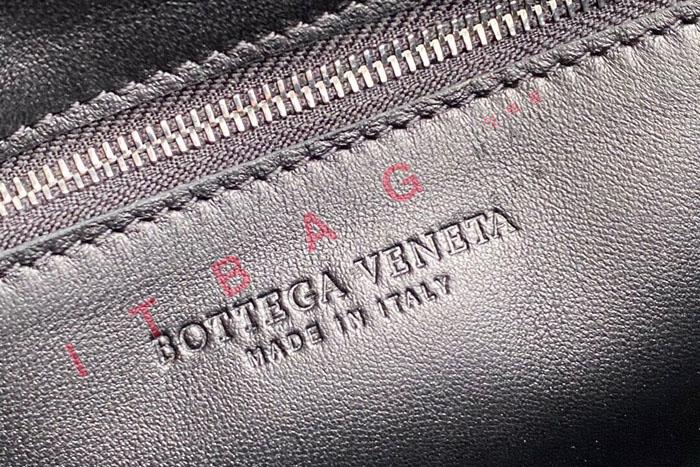 I T B A G
BOTTEGA VENETA
MADE IN ITALY